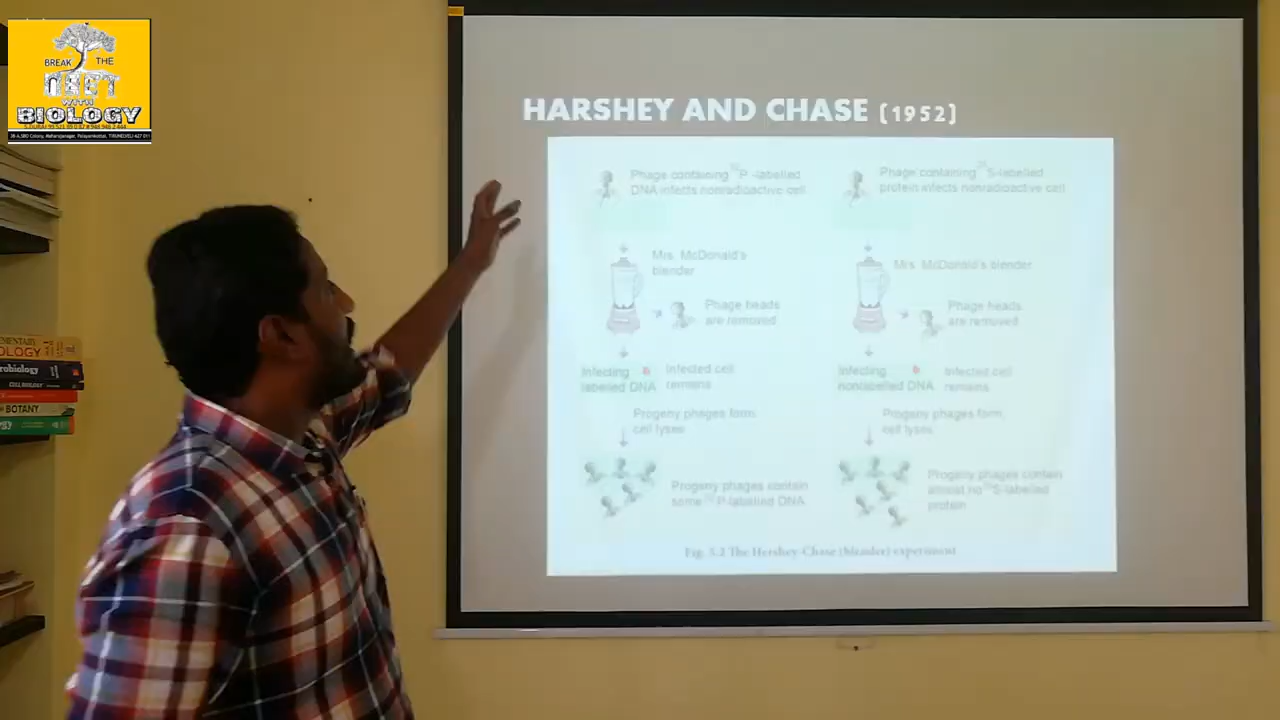 BREAK THE
WITH
BIOLOGY
HARSHEY AND CHASE (1952)
Phage containing 32P -labelled
DNA infects nonradioactive cell
Phage containing 35S-labelled
protein infects nonradioactive cell
Mrs. McDonald's
blender
Mrs. McDonald's blender
Phage heads
are removed
Phage heads
are removed
Infecting
labelled DNA
Infected cell
remains
Infecting
nonlabelled DNA
Infected cell
remains
Progeny phages form,
cell lyses
Progeny phages form,
cell lyses
Progeny phages contain
some 32P-labelled DNA
Progeny phages contain
almost no 35S-labelled
protein
Fig. 5.2 The Hershey-Chase (blender) experiment
CELL BIOLOGY
BOTANY